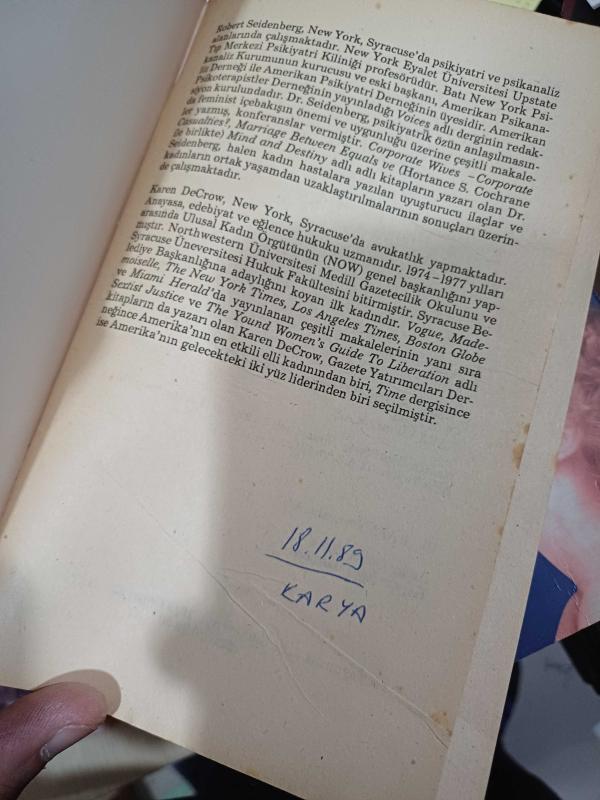 Robert Seidenberg, New York, Syracuse'da psikiyatri ve psikanaliz
alanlarında çalışmaktadır. New York Eyalet Üniversitesi Upstate
Tıp Merkezi Psikiyatri Kiliniği profesörüdür. Batı New York Psi-
kanaliz Kurumunun kurucusu ve eski başkanı, Amerikan Psikana-
liz Derneği ile Amerikan Psikiyatri Derneğinin üyesidir. Amerikan
Psikoterapistler Derneğinin yayınladığı Voices adlı derginin redak-
siyon kurulundadır. Dr. Seidenberg, psikiyatrik özün anlaşılmasın-
da feminist içebakışın önemi ve uygunluğu üzerine çeşitli makale-
ler yazmış, konferanslar vermiştir. Corporate Wives – Corporate
Casualties?, Marriage Between Equals ve (Hortance S. Cochrane
ile birlikte) Mind and Destiny adlı adlı kitapların yazarı olan Dr.
Seidenberg, halen kadın hastalara yazılan uyuşturucu ilaçlar ve
kadınların ortak yaşamdan uzaklaştırılmalarının sonuçları üzerin-
de çalışmaktadır.
Karen DeCrow, New York, Syracuse'da avukatlık yapmaktadır.
Anayasa, edebiyat ve eğlence hukuku uzmanıdır. 1974-1977 yılları
arasında Ulusal Kadın Örgütünün (NOW) genel başkanlığını yap-
mıştır. Northwestern Üniversitesi Medill Gazetecilik Okulunu ve
Syracuse Üneversitesi Hukuk Fakültesini bitirmiştir. Syracuse Be-
lediye Başkanlığına adaylığını koyan ilk kadındır. Vogue, Made-
moiselle, The New York Times, Los Angeles Times, Boston Globe
ve Miami Herald'da yayınlanan çeşitli makalelerinin yanı sıra
Sexist Justice ve The Yound Women's Guide To Liberation adlı
kitapların da yazarı olan Karen DeCrow, Gazete Yatırımcıları Der-
neğince Amerika'nın en etkili elli kadınından biri, Time dergisince
ise Amerika'nın gelecekteki iki yüz liderinden biri seçilmiştir.
18.11.89
KARYA